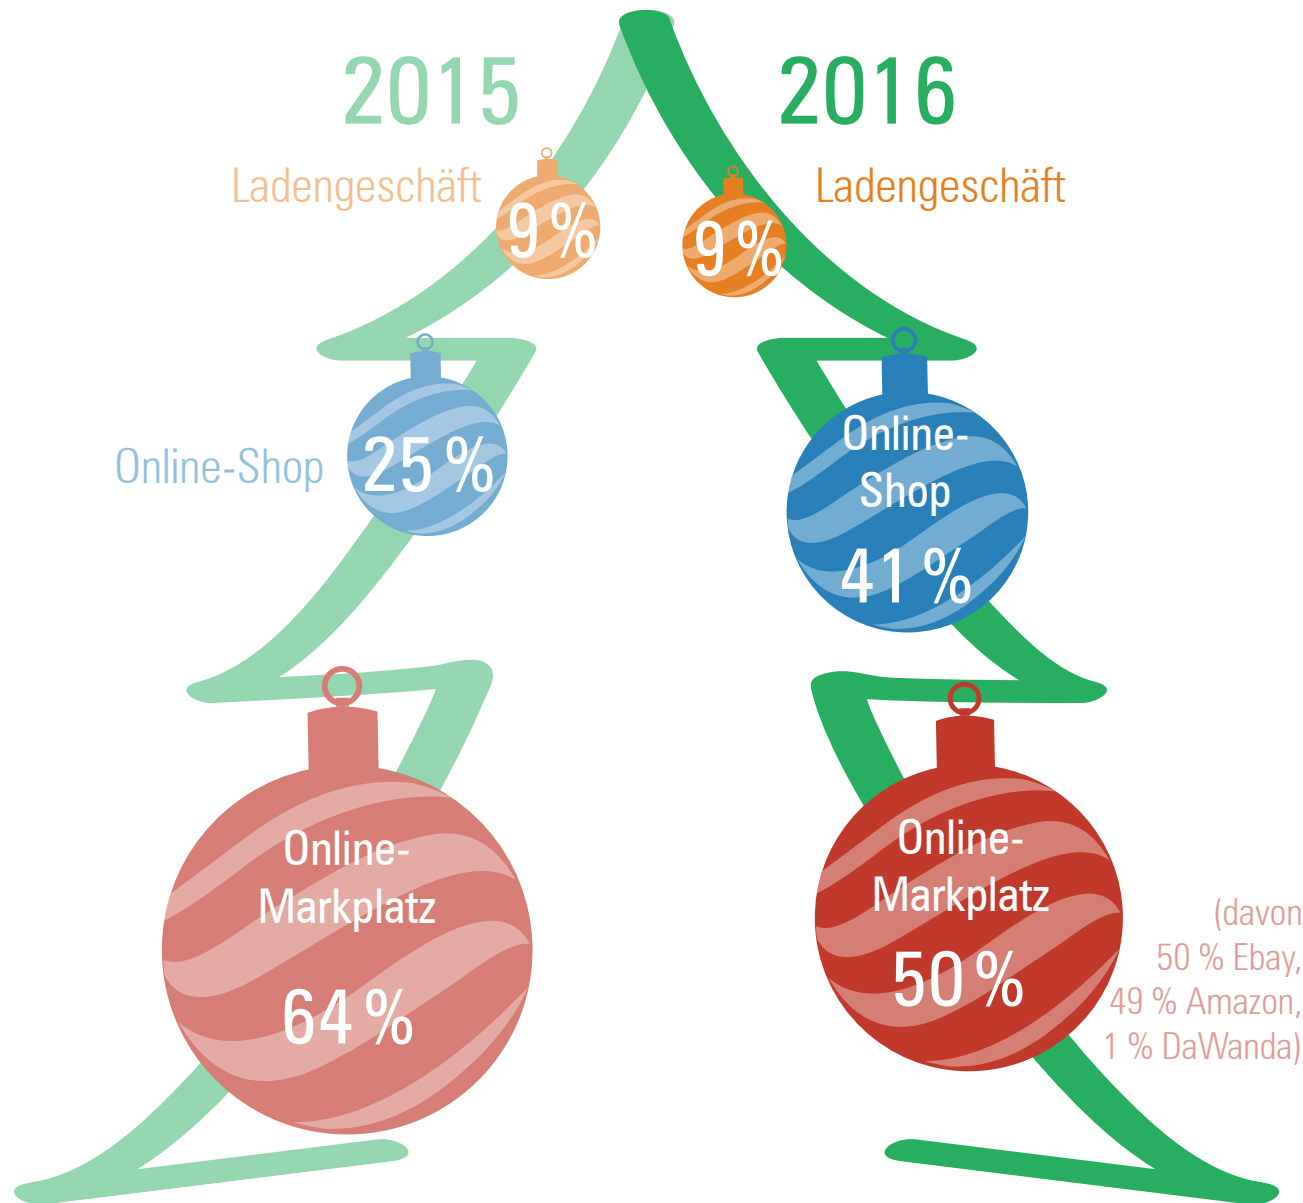 2015
Ladengeschäft
9 %
Online-Shop
25 %
Online-
Markplatz
64 %
2016
Ladengeschäft
9 %
Online-
Shop
41 %
Online-
Markplatz
50 %
(davon
50 % Ebay,
49 % Amazon,
1 % DaWanda)